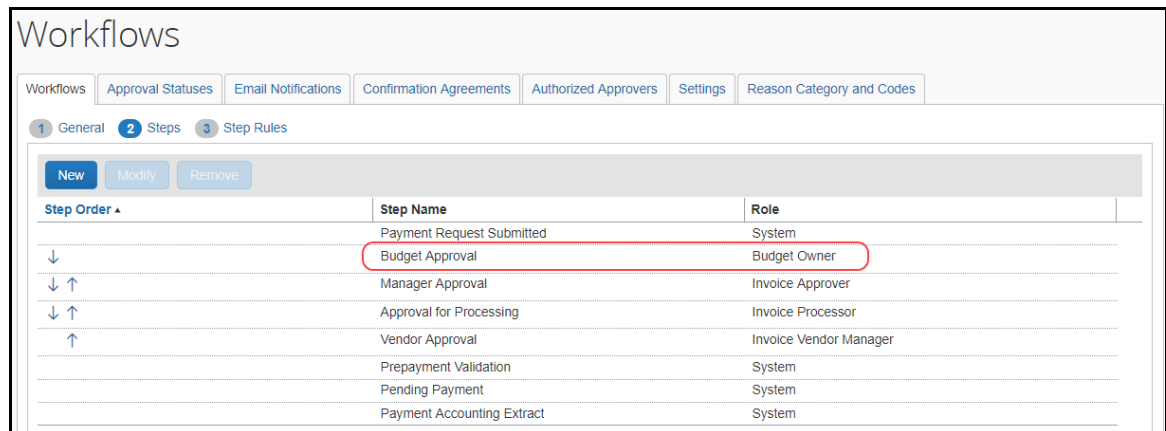 Workflows
Workflows Approval Statuses Email Notifications Confirmation Agreements Authorized Approvers Settings Reason Category and Codes
1 General 2 Steps 3 Step Rules
New Modify Remove
Step Order Step Name Role
Payment Request Submitted System
Budget Approval Budget Owner
Manager Approval Invoice Approver
Approval for Processing Invoice Processor
Vendor Approval Invoice Vendor Manager
Prepayment Validation System
Pending Payment System
Payment Accounting Extract System